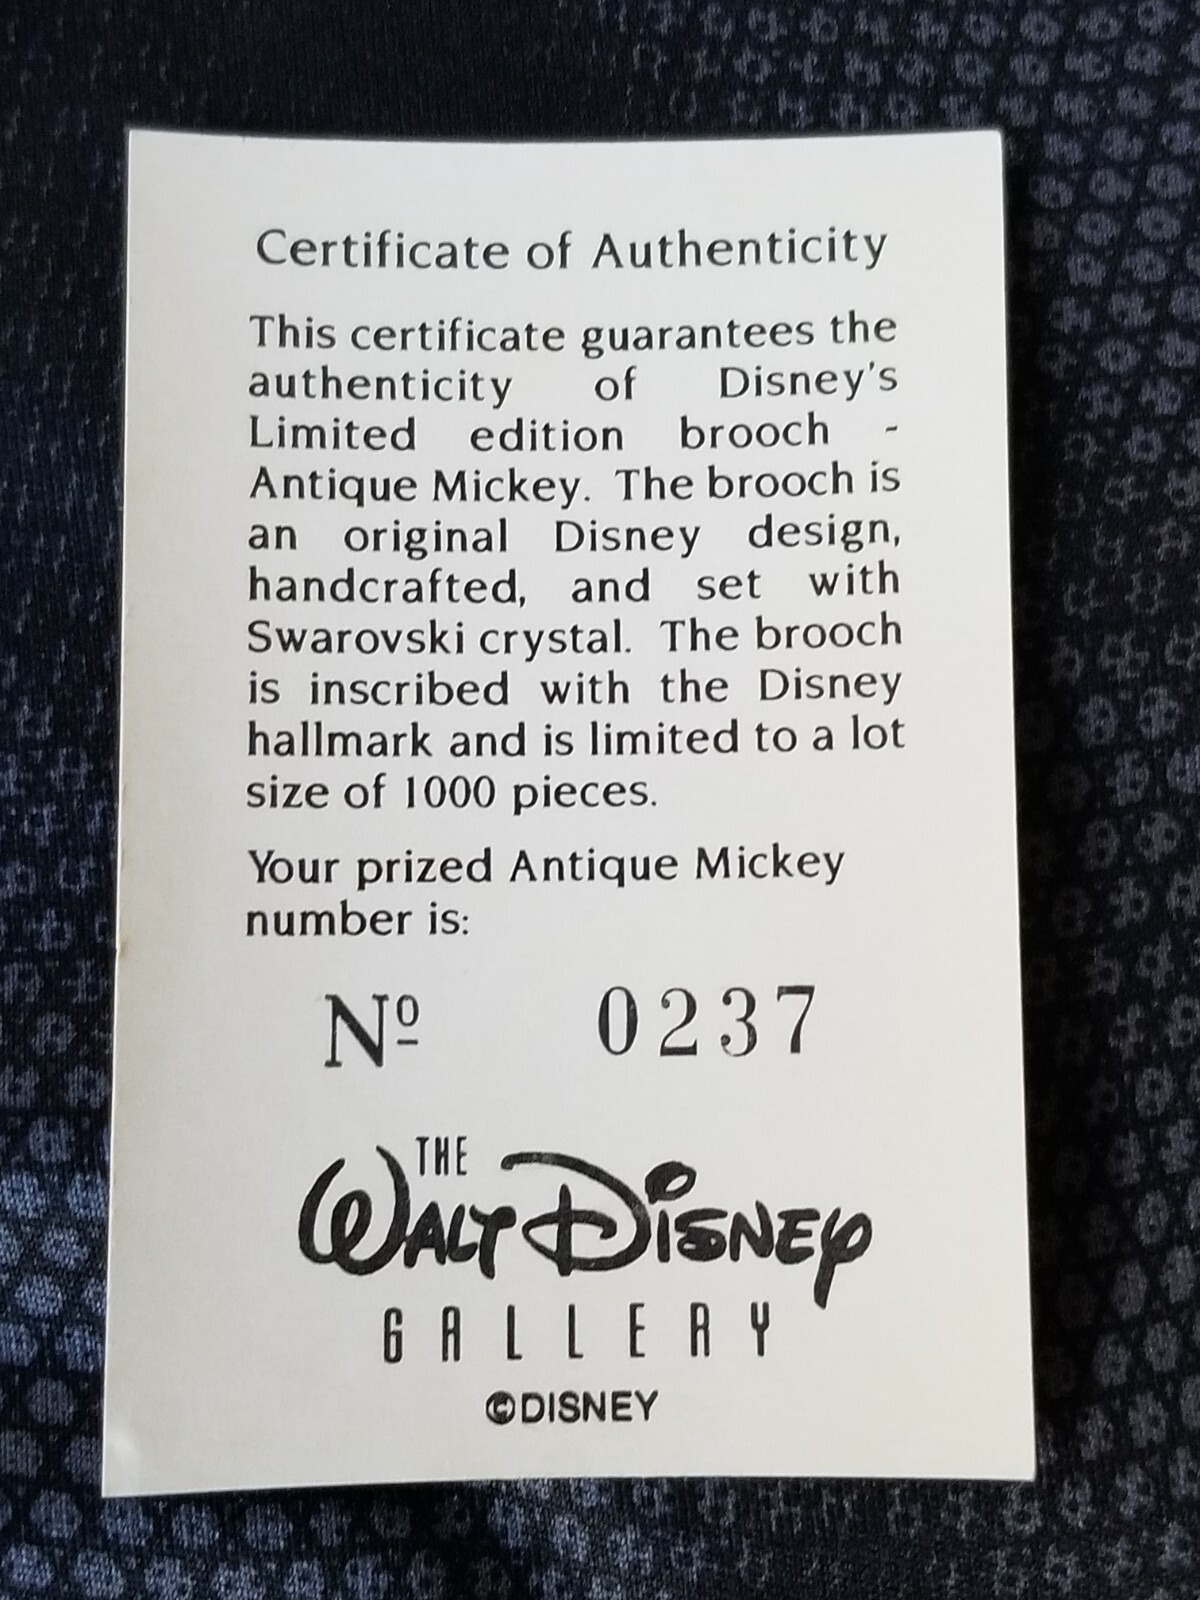 Certificate of Authenticity
This certificate guarantees the
authenticity of Disney's
Limited edition brooch -
Antique Mickey. The brooch is
an original Disney design,
handcrafted, and set with
Swarovski crystal. The brooch
is inscribed with the Disney
hallmark and is limited to a lot
size of 1000 pieces.
Your prized Antique Mickey
number is:
Nº 0237
THE
WALT DISNEY
GALLERY
©DISNEY